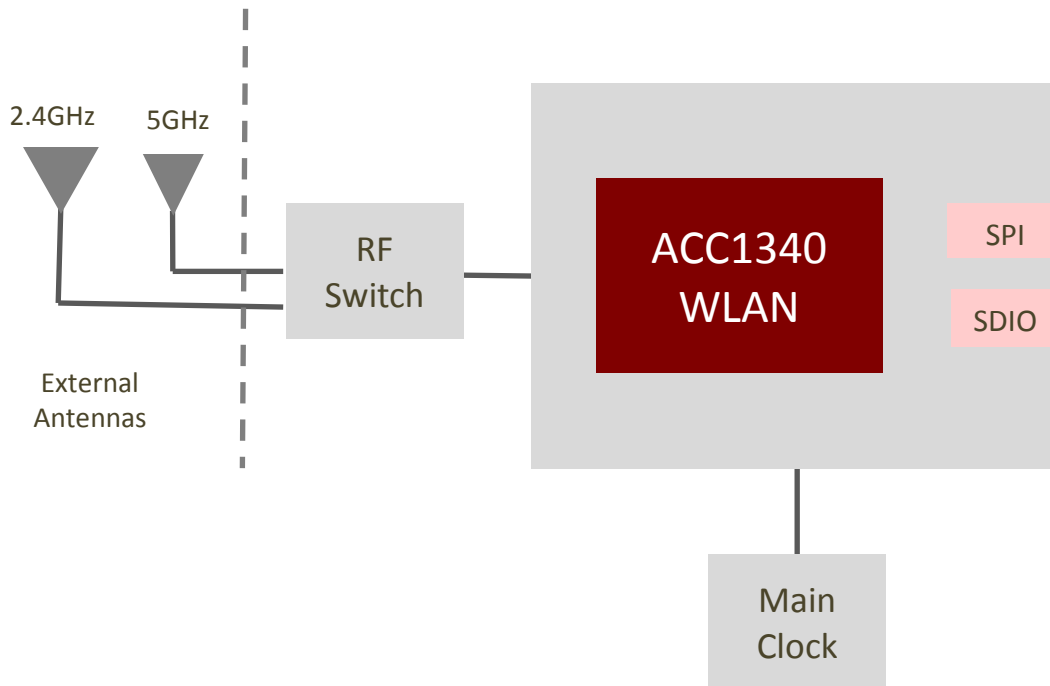 2.4GHz
5GHz
RF
Switch
ACC1340
WLAN
SPI
SDIO
External
Antennas
Main
Clock